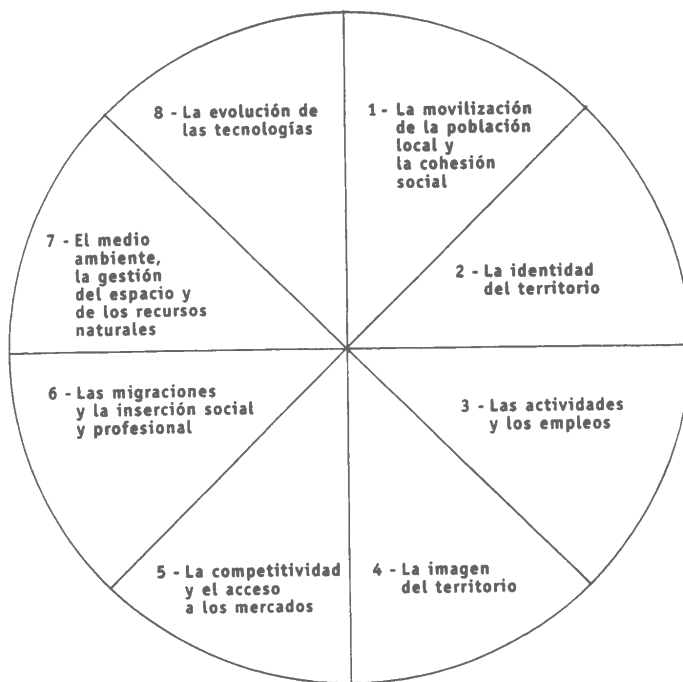 1 - La movilización
de la población
local y
la cohesión
social
2 - La identidad
del territorio
3 - Las actividades
y los empleos
4 - La imagen
del territorio
5 - La competitividad
y el acceso
a los mercados
6 - Las migraciones
y la inserción social
y profesional
7 - El medio
ambiente,
la gestión
del espacio y
de los recursos
naturales
8 - La evolución de
las tecnologías